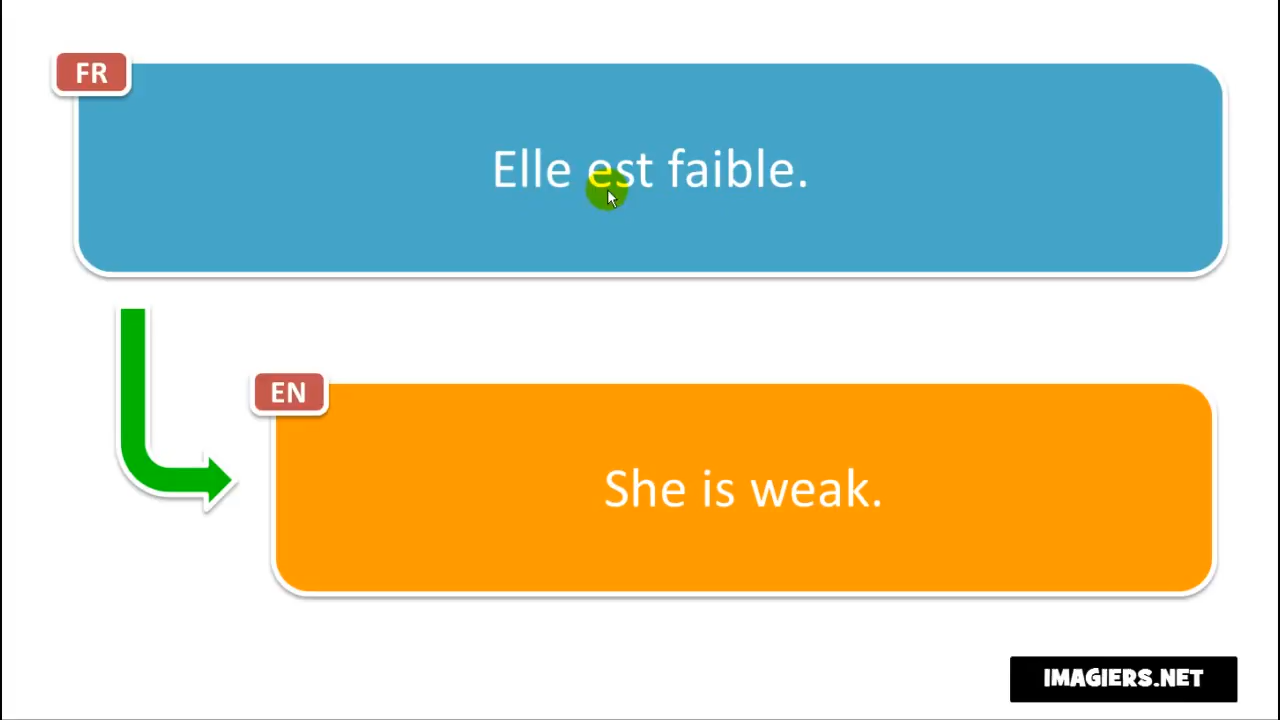 FR
Elle est faible.
EN
She is weak.
IMAGIERS.NET